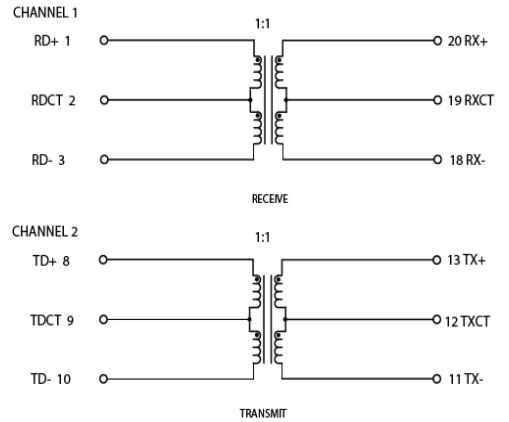 CHANNEL 1
1:1
RD+ 1
20 RX+
RDCT 2
19 RXCT
RD- 3
18 RX-
RECEIVE
CHANNEL 2
1:1
TD+ 8
13 TX+
TDCT 9
12 TXCT
TD- 10
11 TX-
TRANSMIT